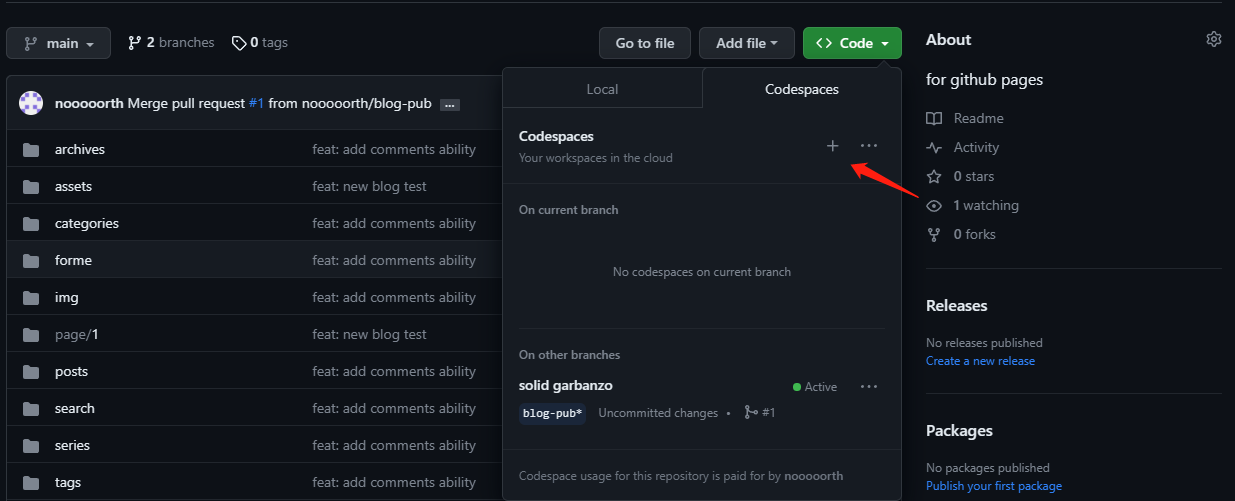 main
2 branches
0 tags
Go to file
Add file
Code
nooooorth Merge pull request #1 from nooooorth/blog-pub ...
archives feat: add comments ability
assets feat: new blog test
categories feat: add comments ability
forme feat: add comments ability
img feat: add comments ability
page/1 feat: new blog test
posts feat: add comments ability
search feat: add comments ability
series feat: add comments ability
tags feat: add comments ability
Local
Codespaces
Codespaces
Your workspaces in the cloud
On current branch
No codespaces on current branch
On other branches
solid garbanzo
Active
blog-pub* Uncommitted changes • #1
Codespace usage for this repository is paid for by nooooorth
About
for github pages
Readme
Activity
0 stars
1 watching
0 forks
Releases
No releases published
Create a new release
Packages
No packages published
Publish your first package